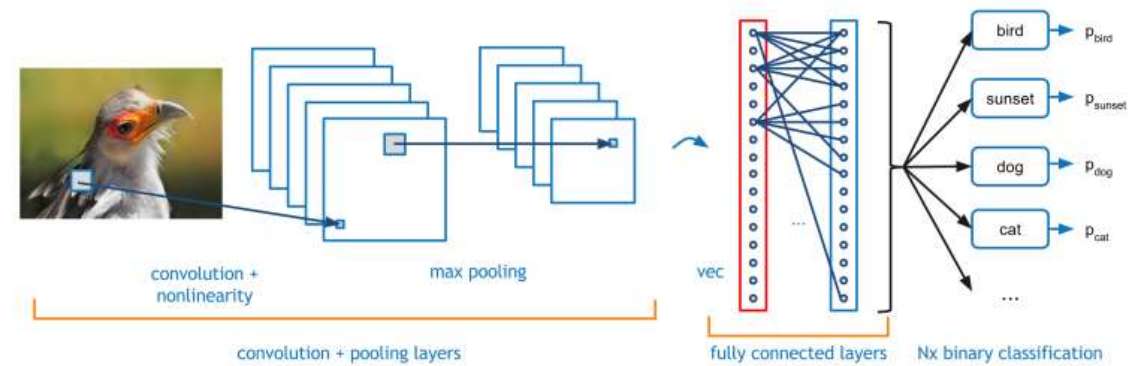 bird
p_bird
sunset
p_sunset
dog
p_dog
cat
p_cat
...
...
convolution +
nonlinearity
max pooling
vec
convolution + pooling layers
fully connected layers
Nx binary classification